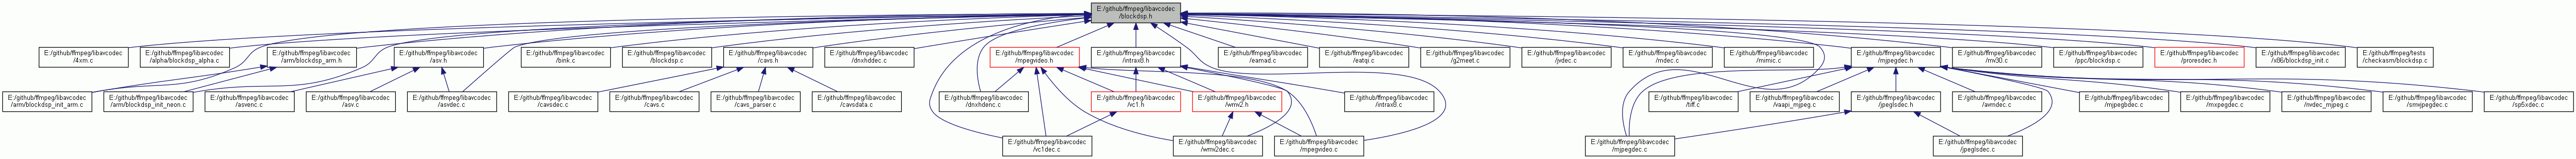 E:/github/ffmpeg/libavcodec
/blockdsp.h
E:/github/ffmpeg/libavcodec
/4xm.c
E:/github/ffmpeg/libavcodec
/alpha/blockdsp_alpha.c
E:/github/ffmpeg/libavcodec
/arm/blockdsp_arm.h
E:/github/ffmpeg/libavcodec
/asv.h
E:/github/ffmpeg/libavcodec
/bink.c
E:/github/ffmpeg/libavcodec
/blockdsp.c
E:/github/ffmpeg/libavcodec
/cavs.h
E:/github/ffmpeg/libavcodec
/dnxhddec.c
E:/github/ffmpeg/libavcodec
/mpegvideo.h
E:/github/ffmpeg/libavcodec
/intrax8.h
E:/github/ffmpeg/libavcodec
/eamad.c
E:/github/ffmpeg/libavcodec
/eatqi.c
E:/github/ffmpeg/libavcodec
/g2meet.c
E:/github/ffmpeg/libavcodec
/jvdec.c
E:/github/ffmpeg/libavcodec
/mdec.c
E:/github/ffmpeg/libavcodec
/mimic.c
E:/github/ffmpeg/libavcodec
/mjpegdec.h
E:/github/ffmpeg/libavcodec
/mv30.c
E:/github/ffmpeg/libavcodec
/ppc/blockdsp.c
E:/github/ffmpeg/libavcodec
/proresdec.h
E:/github/ffmpeg/libavcodec
/x86/blockdsp_init.c
E:/github/ffmpeg/tests
/checkasm/blockdsp.c
E:/github/ffmpeg/libavcodec
/arm/blockdsp_init_arm.c
E:/github/ffmpeg/libavcodec
/arm/blockdsp_init_neon.c
E:/github/ffmpeg/libavcodec
/asvenc.c
E:/github/ffmpeg/libavcodec
/asv.c
E:/github/ffmpeg/libavcodec
/asvdec.c
E:/github/ffmpeg/libavcodec
/cavsdec.c
E:/github/ffmpeg/libavcodec
/cavs.c
E:/github/ffmpeg/libavcodec
/cavs_parser.c
E:/github/ffmpeg/libavcodec
/cavsdata.c
E:/github/ffmpeg/libavcodec
/dnxhdenc.c
E:/github/ffmpeg/libavcodec
/vc1.h
E:/github/ffmpeg/libavcodec
/wmv2.h
E:/github/ffmpeg/libavcodec
/intrax8.c
E:/github/ffmpeg/libavcodec
/tiff.c
E:/github/ffmpeg/libavcodec
/vaapi_mjpeg.c
E:/github/ffmpeg/libavcodec
/jpeglsdec.h
E:/github/ffmpeg/libavcodec
/avrndec.c
E:/github/ffmpeg/libavcodec
/mjpegbdec.c
E:/github/ffmpeg/libavcodec
/mxpegdec.c
E:/github/ffmpeg/libavcodec
/nvdec_mjpeg.c
E:/github/ffmpeg/libavcodec
/smvjpegdec.c
E:/github/ffmpeg/libavcodec
/sp5xdec.c
E:/github/ffmpeg/libavcodec
/vc1dec.c
E:/github/ffmpeg/libavcodec
/wmv2dec.c
E:/github/ffmpeg/libavcodec
/mpegvideo.c
E:/github/ffmpeg/libavcodec
/mjpegdec.c
E:/github/ffmpeg/libavcodec
/jpeglsdec.c